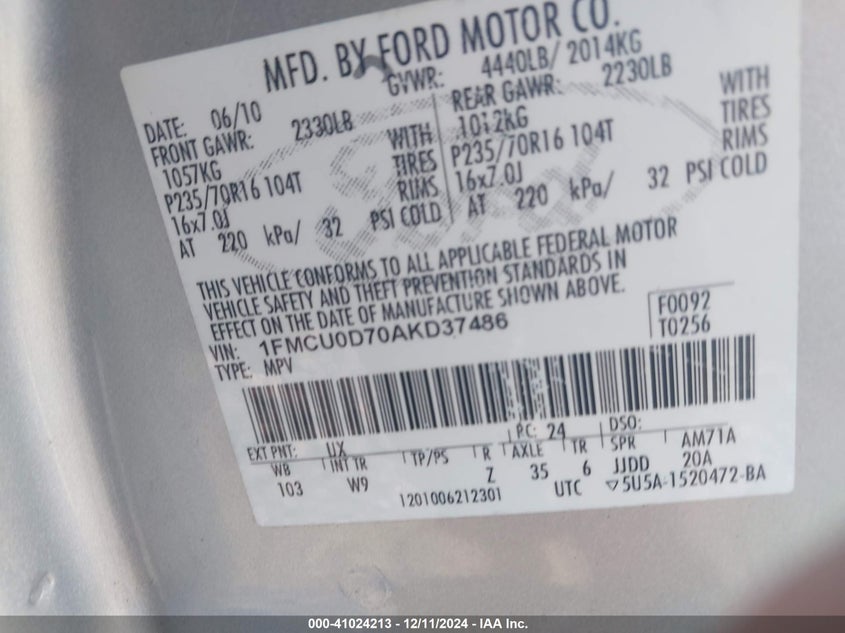 MFD. BY FORD MOTOR CO.
DATE: 06/10 GVWR: 4440LB/ 2014KG
FRONT GAWR: 2330LB REAR GAWR: 2230LB
1057KG WITH 1012KG WITH
P235/70R16 104T TIRES P235/70R16 104T TIRES
16x7.0J RIMS 16x7.0J RIMS
AT 220 kPa/ 32 PSI COLD AT 220 kPa/ 32 PSI COLD
THIS VEHICLE CONFORMS TO ALL APPLICABLE FEDERAL MOTOR
VEHICLE SAFETY AND THEFT PREVENTION STANDARDS IN
EFFECT ON THE DATE OF MANUFACTURE SHOWN ABOVE.
VIN: 1FMCU0D70AKD37486 F0092
TYPE: MPV T0256
EXT PNT: UX RC: 24 DSO:
WB INT TR TP/PS R AXLE TR SPR AM71A
103 W9 Z 35 6 JJDD 20A
1201006212301 UTC ▽5U5A-1520472-BA
000-41024213 - 12/11/2024 - IAA Inc.